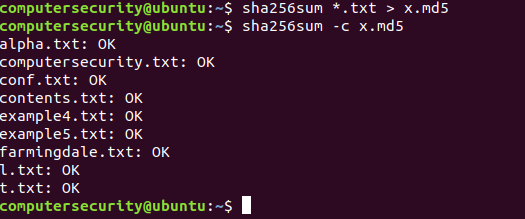 computersecurity@ubuntu:~$ sha256sum *.txt > x.md5
computersecurity@ubuntu:~$ sha256sum -c x.md5
alpha.txt: OK
computersecurity.txt: OK
conf.txt: OK
contents.txt: OK
example4.txt: OK
example5.txt: OK
farmingdale.txt: OK
l.txt: OK
t.txt: OK
computersecurity@ubuntu:~$